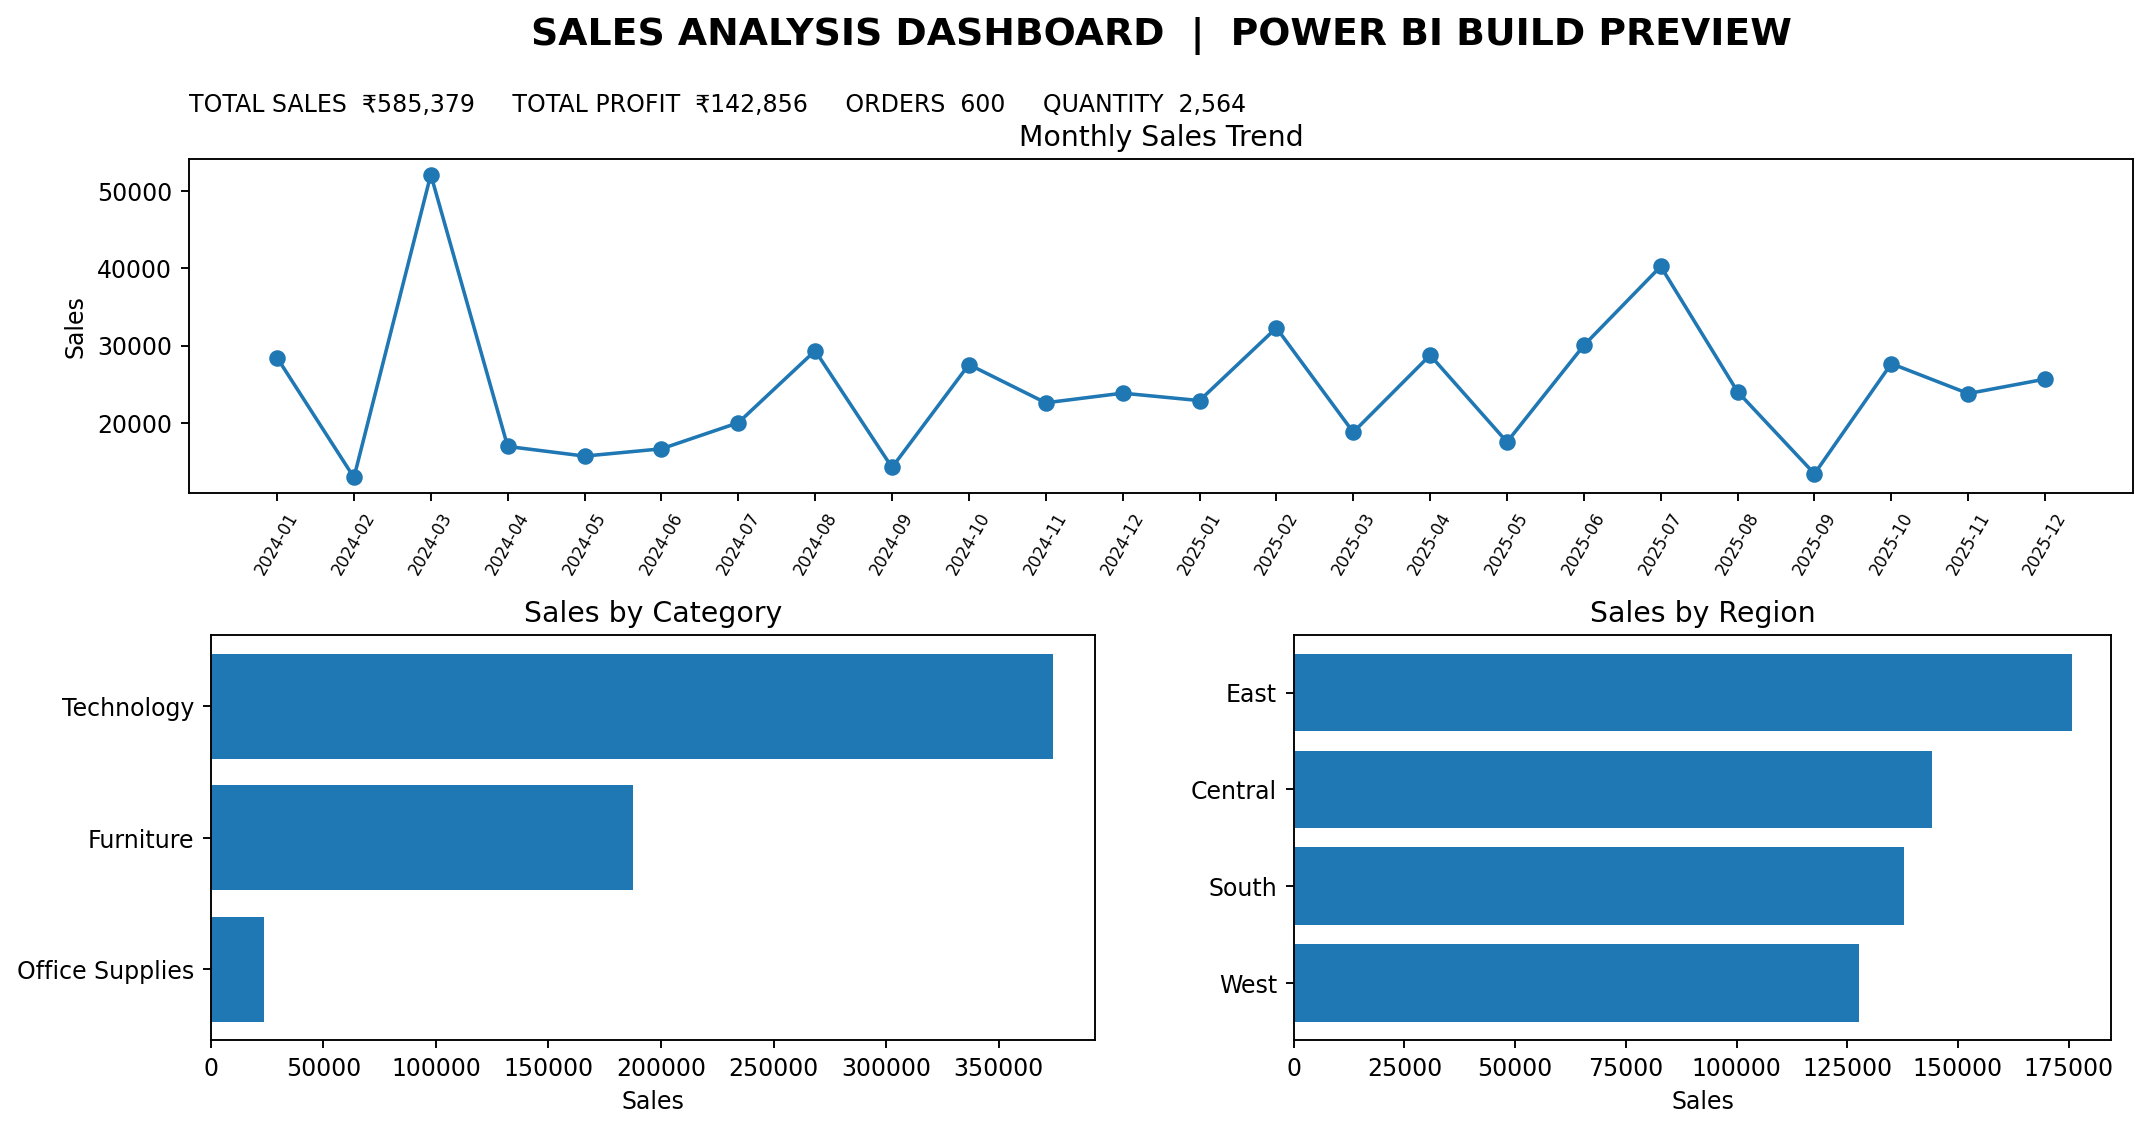 SALES ANALYSIS DASHBOARD | POWER BI BUILD PREVIEW
TOTAL SALES ₹585,379 TOTAL PROFIT ₹142,856 ORDERS 600 QUANTITY 2,564
Monthly Sales Trend
Sales
50000
40000
30000
20000
2024-01 2024-02 2024-03 2024-04 2024-05 2024-06 2024-07 2024-08 2024-09 2024-10 2024-11 2024-12 2025-01 2025-02 2025-03 2025-04 2025-05 2025-06 2025-07 2025-08 2025-09 2025-10 2025-11 2025-12
Sales by Category
Technology
Furniture
Office Supplies
0 50000 100000 150000 200000 250000 300000 350000
Sales
Sales by Region
East
Central
South
West
0 25000 50000 75000 100000 125000 150000 175000
Sales